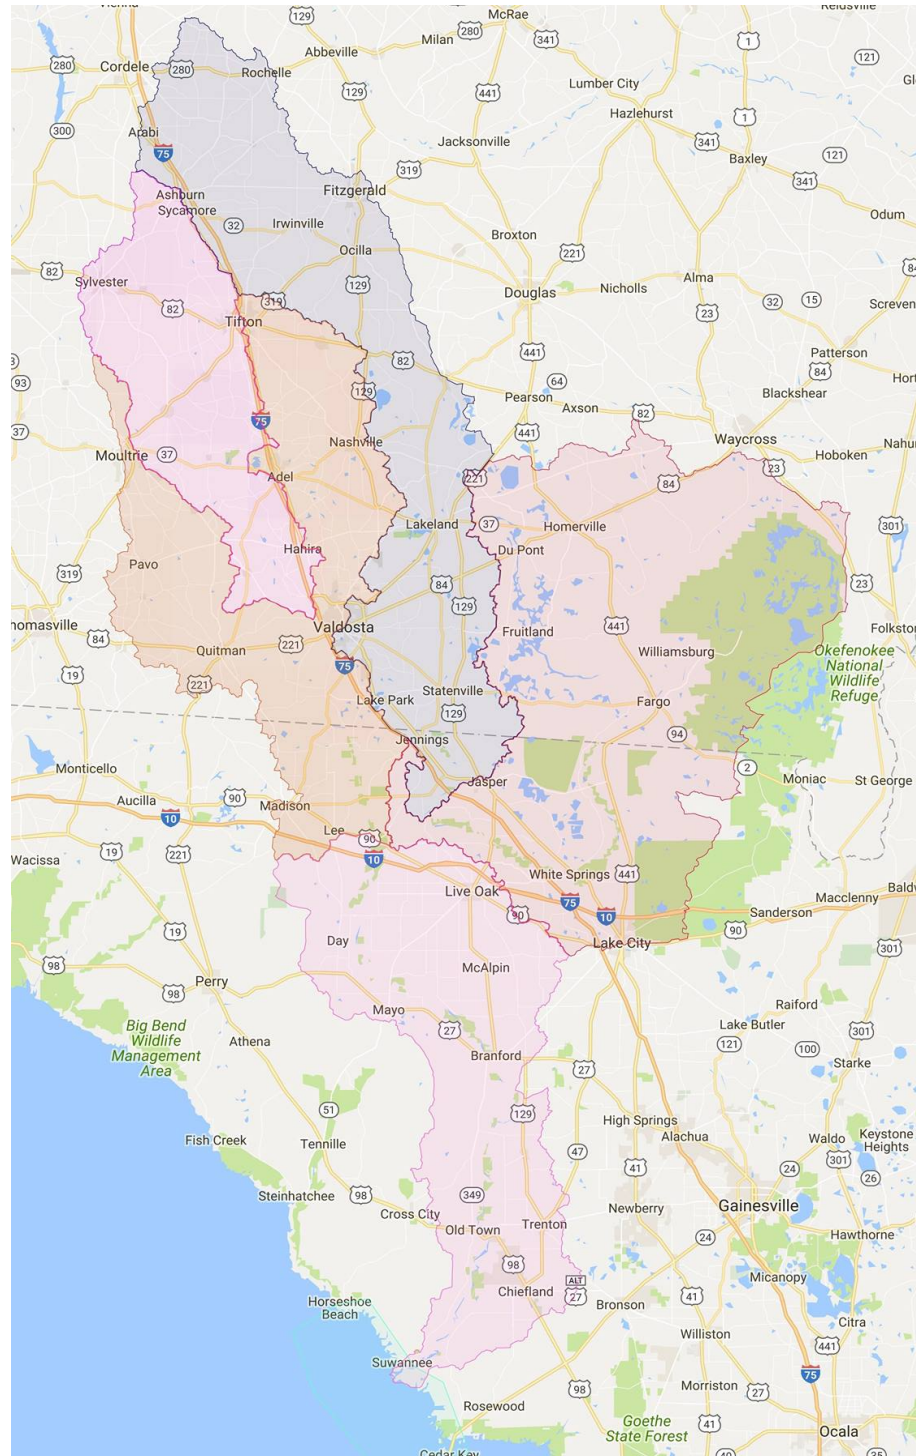 129
McRae
Reidsville
Milan
280
341
1
Abbeville
121
280
Cordele
280
Rochelle
Lumber City
129
441
Hazlehurst
1
300
Arabi
Jacksonville
341
121
75
Baxley
319
341
Ashburn
Fitzgerald
Sycamore
Odum
32
Irwinville
Broxton
221
Ocilla
82
Alma
Sylvester
129
Nicholls
Douglas
319
32
15
82
23
Screven
Tifton
441
Patterson
82
84
93
64
129
Pearson
Blackshear
Axson
82
75
37
441
Nashville
Waycross
Moultrie
37
Hoboken
23
221
84
Adel
Lakeland
37
Homerville
301
Hahira
Du Pont
Pavo
319
84
23
129
441
Valdosta
Fruitland
84
221
Williamsburg
Quitman
Okefenokee
National
Wildlife
Refuge
75
19
221
Statenville
Lake Park
Fargo
129
94
Jennings
2
Monticello
Moniac
St George
Jasper
Aucilla
90
Madison
10
Lee
90
19
221
10
Wacissa
White Springs
441
Live Oak
75
Macclenny
10
Sanderson
90
19
90
Day
Lake City
301
98
McAlpin
Perry
98
Raiford
Mayo
Big Bend
Wildlife
Management
Area
27
Lake Butler
301
Athena
121
100
Branford
Starke
27
51
129
High Springs
Fish Creek
Tennille
Alachua
Waldo
Keystone
Heights
47
301
41
24
26
Steinhatchee
98
349
Newberry
Gainesville
Cross City
Old Town
Trenton
24
Hawthorne
98
ALT
27
Micanopy
Chiefland
41
Horseshoe
Beach
Bronson
Citra
Williston
441
Suwannee
75
98
Morriston
27
Rosewood
Goethe
State Forest
41
Ocala
Cedar Key